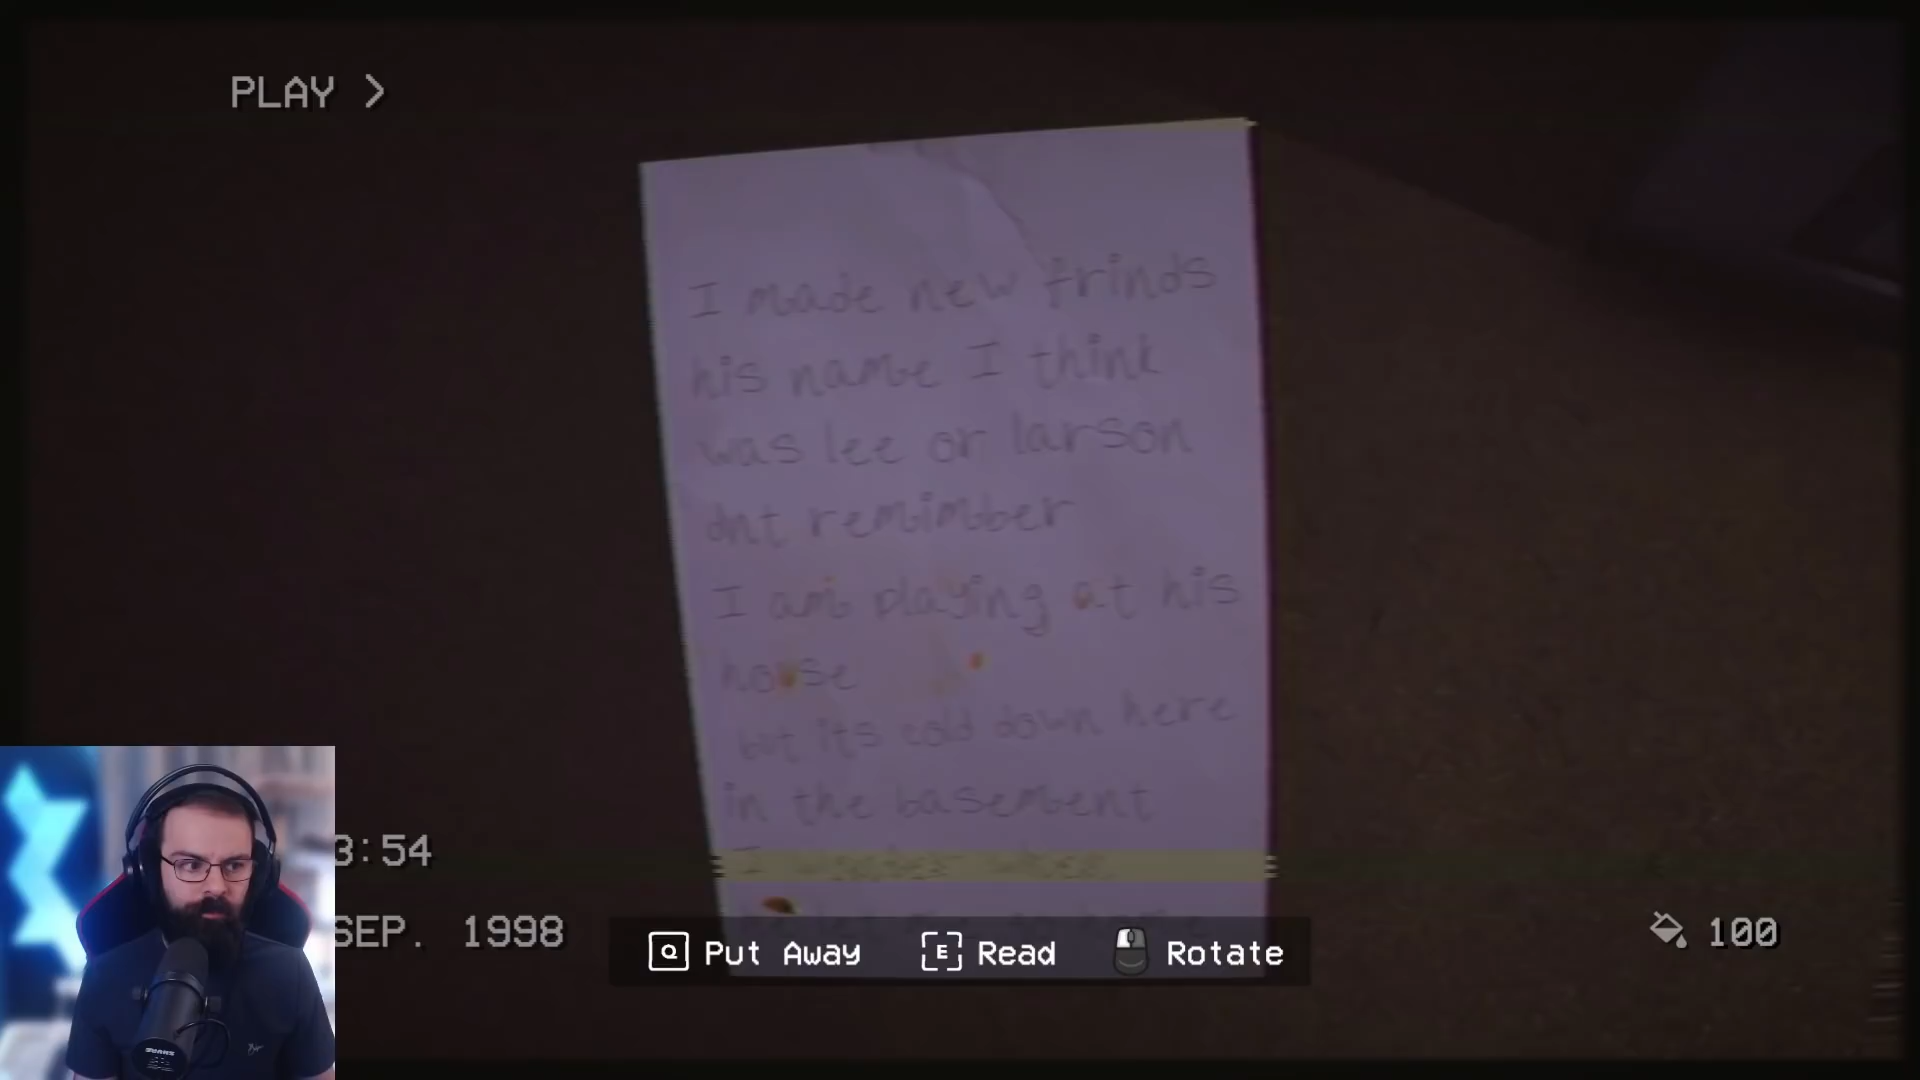 PLAY >
I made new frinds
his name I think
was lee or larson
dnt remimber
I am playing at his
house
but its cold down here
in the basement
I
3:54
SEP. 1998
Q Put Away
E Read
Rotate
100